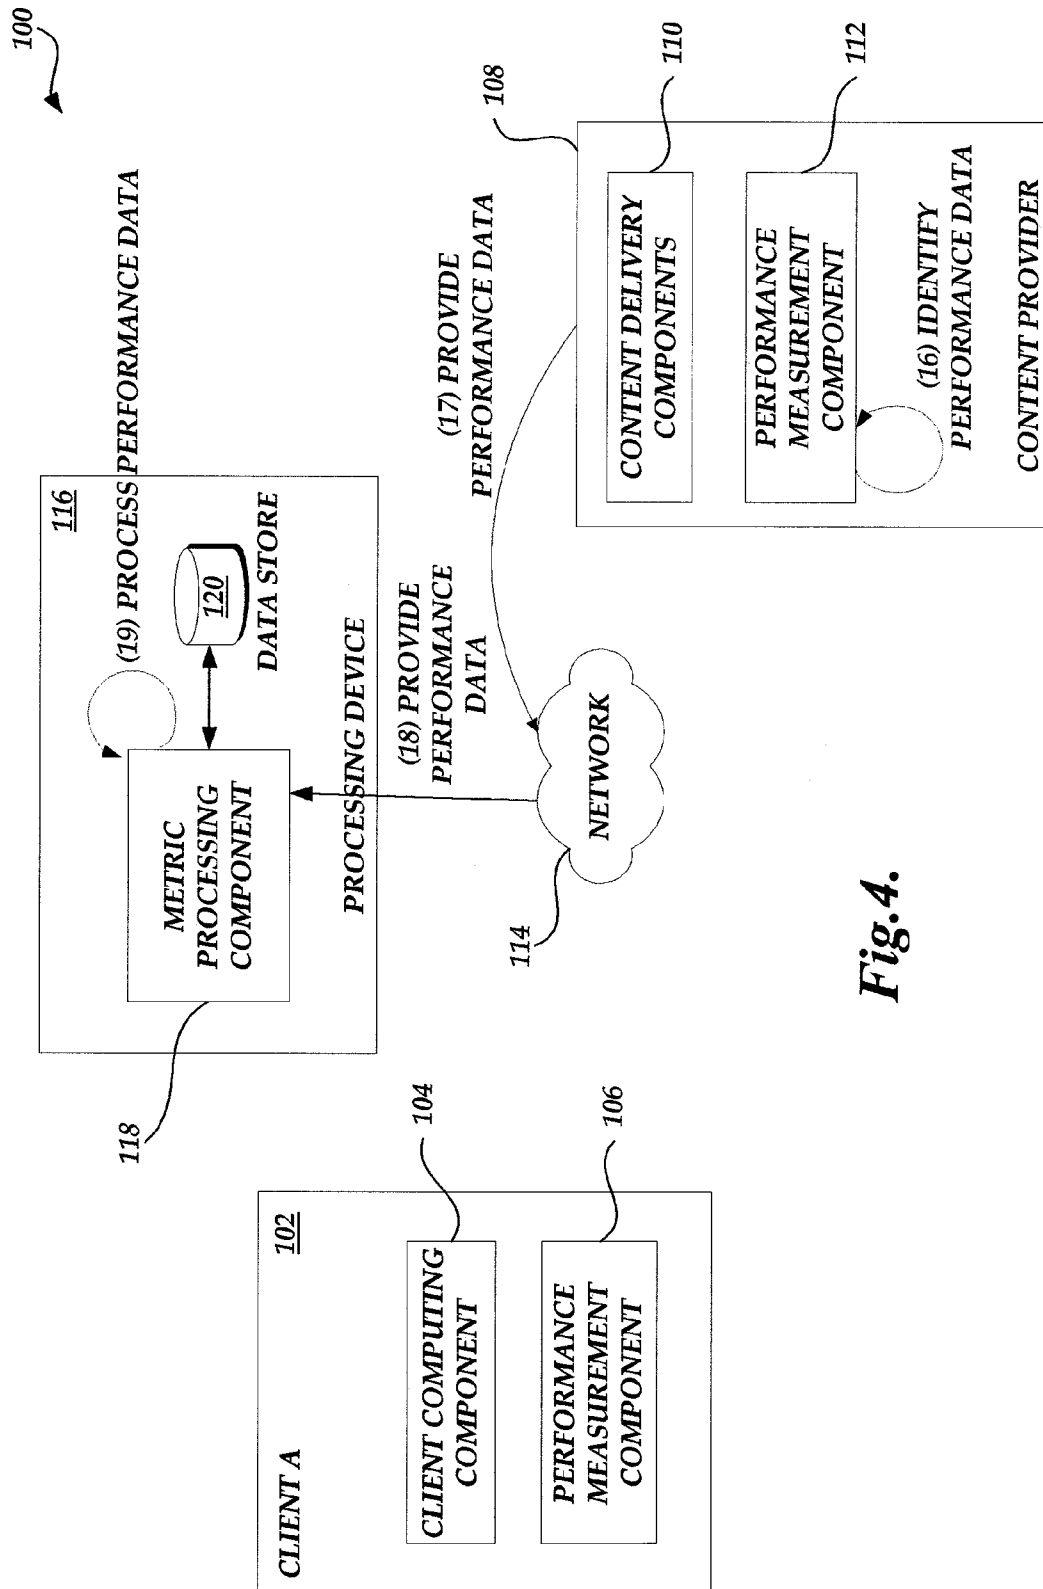 100
116
(19) PROCESS PERFORMANCE DATA
120
DATA STORE
METRIC
PROCESSING
COMPONENT
PROCESSING DEVICE
118
(18) PROVIDE
PERFORMANCE
DATA
(17) PROVIDE
PERFORMANCE DATA
NETWORK
114
102
CLIENT A
104
CLIENT COMPUTING
COMPONENT
106
PERFORMANCE
MEASUREMENT
COMPONENT
108
110
CONTENT DELIVERY
COMPONENTS
112
PERFORMANCE
MEASUREMENT
COMPONENT
(16) IDENTIFY
PERFORMANCE DATA
CONTENT PROVIDER
Fig.4.